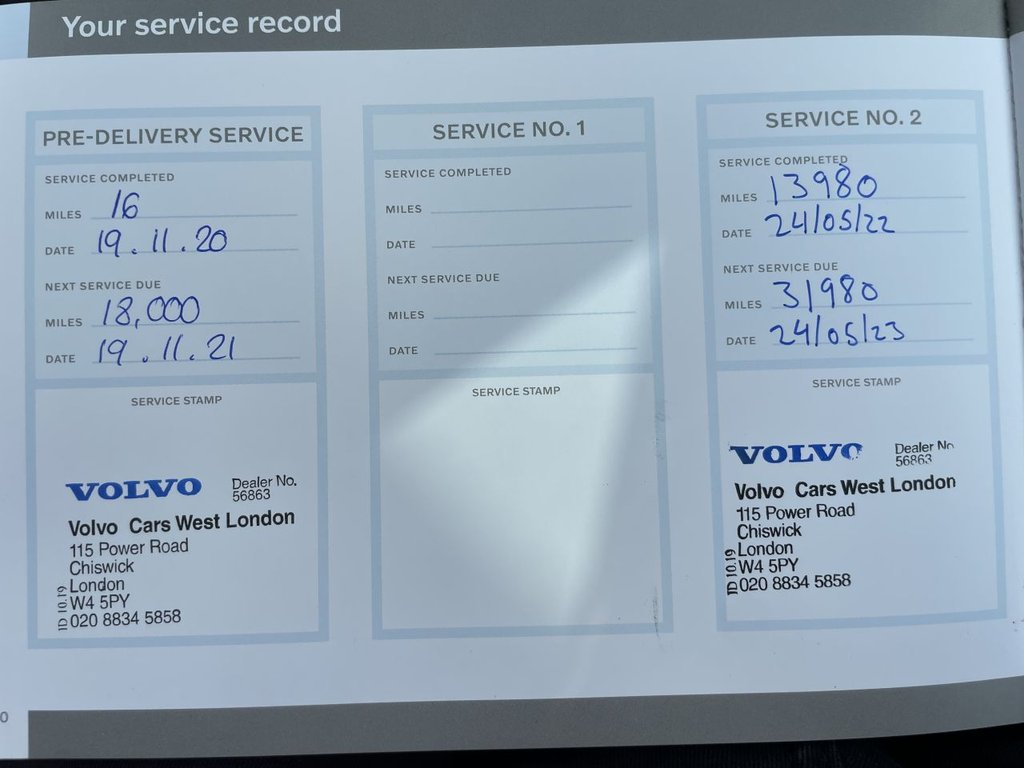 Your service record
PRE-DELIVERY SERVICE
SERVICE COMPLETED
MILES 16
DATE 19.11.20
NEXT SERVICE DUE
MILES 18,000
DATE 19.11.21
SERVICE STAMP
VOLVO Dealer No.
56863
Volvo Cars West London
115 Power Road
Chiswick
London
W4 5PY
020 8834 5858
ID 10.19
SERVICE NO. 1
SERVICE COMPLETED
MILES
DATE
NEXT SERVICE DUE
MILES
DATE
SERVICE STAMP
SERVICE NO. 2
SERVICE COMPLETED
MILES 13980
DATE 24/05/22
NEXT SERVICE DUE
MILES 31980
DATE 24/05/23
SERVICE STAMP
VOLVO Dealer No
56863
Volvo Cars West London
115 Power Road
Chiswick
London
W4 5PY
020 8834 5858
ID 10.19
0